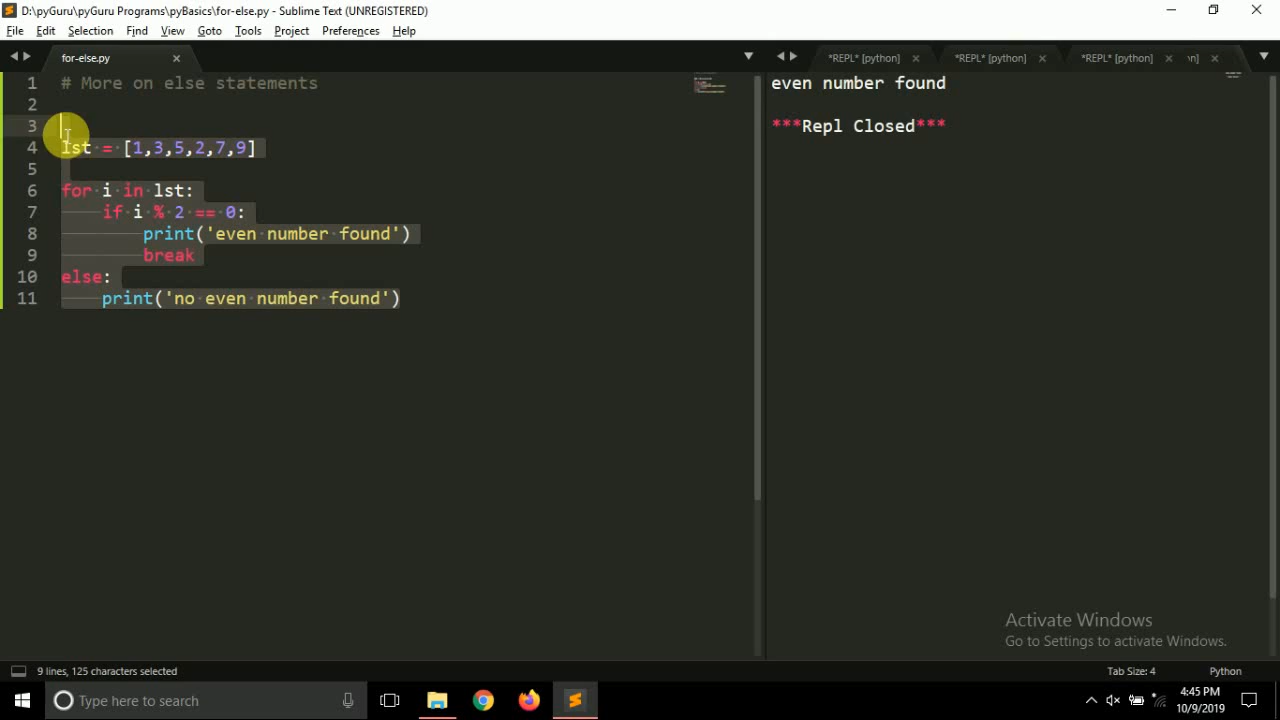 D:\pyGuru\pyGuru Programs\pyBasics\for-else.py - Sublime Text (UNREGISTERED)
File Edit Selection Find View Goto Tools Project Preferences Help
for-else.py
*REPL* [python] *REPL* [python] *REPL* [python] n]
1 # More on else statements
2
3
4 lst = [1,3,5,2,7,9]
5
6 for i in lst:
7 if i % 2 == 0:
8 print('even number found')
9 break
10 else:
11 print('no even number found')
even number found
***Repl Closed***
Activate Windows
Go to Settings to activate Windows.
9 lines, 125 characters selected
Tab Size: 4 Python
Type here to search
4:45 PM
10/9/2019